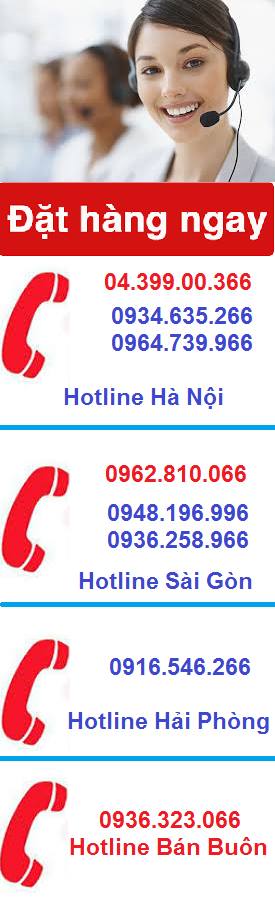 Đặt hàng ngay
04.399.00.366
0934.635.266
0964.739.966
Hotline Hà Nội
0962.810.066
0948.196.996
0936.258.966
Hotline Sài Gòn
0916.546.266
Hotline Hải Phòng
0936.323.066
Hotline Bán Buôn